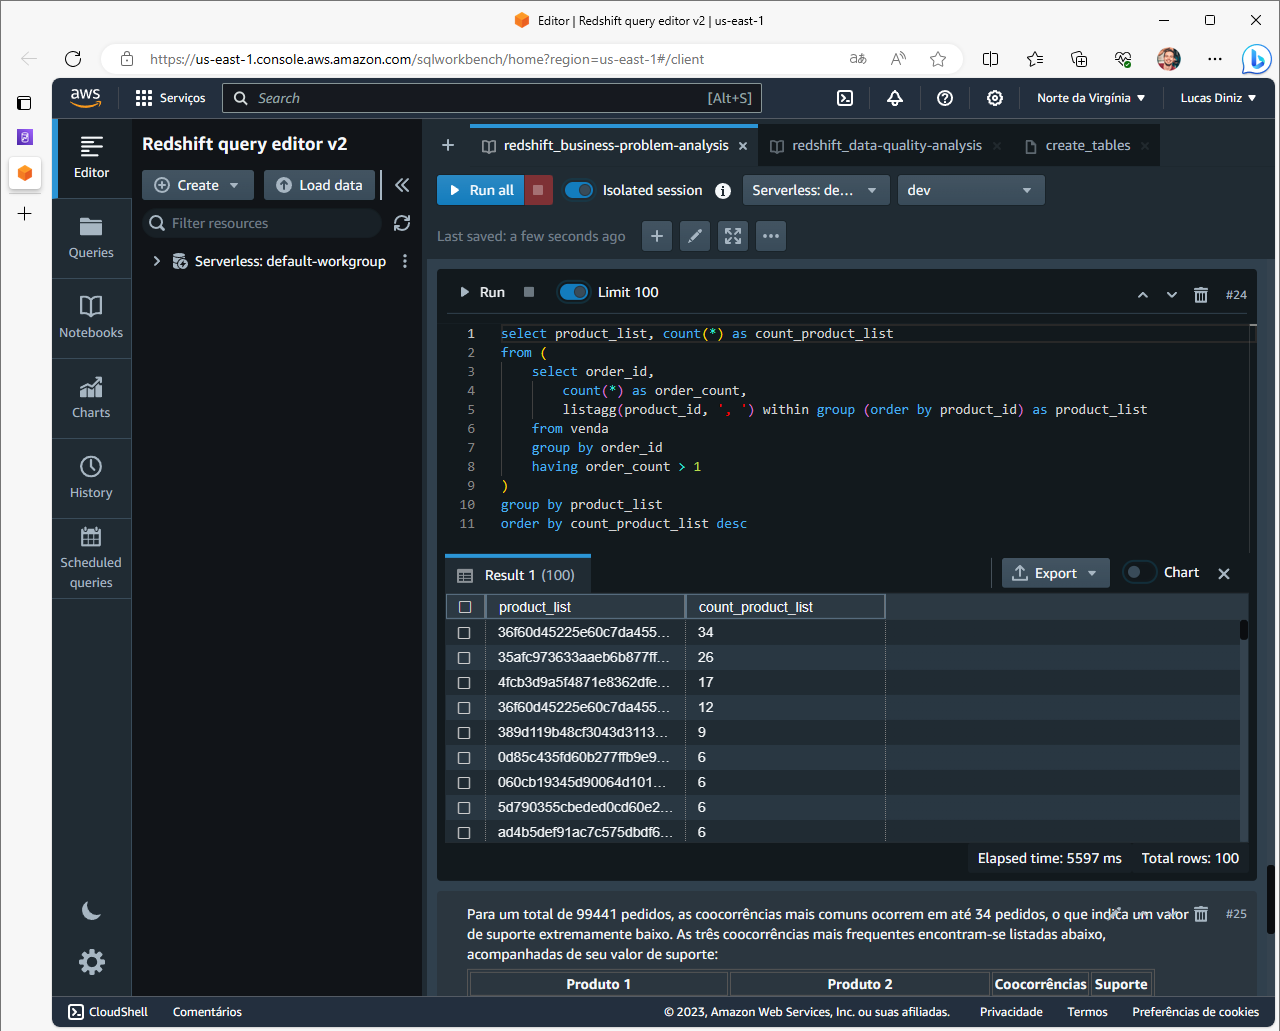 Editor | Redshift query editor v2 | us-east-1
https://us-east-1.console.aws.amazon.com/sqlworkbench/home?region=us-east-1#/client
aws
Serviços
Search
[Alt+S]
Norte da Virgínia
Lucas Diniz
Editor
Queries
Notebooks
Charts
History
Scheduled
queries
Redshift query editor v2
Create
Load data
Filter resources
Serverless: default-workgroup
redshift_business-problem-analysis
redshift_data-quality-analysis
create_tables
Run all
Isolated session
Serverless: de...
dev
Last saved: a few seconds ago
Run
Limit 100
#24
1 select product_list, count(*) as count_product_list
2 from (
3 select order_id,
4 count(*) as order_count,
5 listagg(product_id, ', ') within group (order by product_id) as product_list
6 from venda
7 group by order_id
8 having order_count > 1
9 )
10 group by product_list
11 order by count_product_list desc
Result 1 (100)
Export
Chart
product_list count_product_list
36f60d45225e60c7da455... 34
35afc973633aaeb6b877ff... 26
4fcb3d9a5f4871e8362dfe... 17
36f60d45225e60c7da455... 12
389d119b48cf3043d3113... 9
0d85c435fd60b277ffb9e9... 6
060cb19345d90064d101... 6
5d790355cbeded0cd60e2... 6
ad4b5def91ac7c575dbdf6... 6
Elapsed time: 5597 ms
Total rows: 100
#25
Para um total de 99441 pedidos, as coocorrências mais comuns ocorrem em até 34 pedidos, o que indica um valor
de suporte extremamente baixo. As três coocorrências mais frequentes encontram-se listadas abaixo,
acompanhadas de seu valor de suporte:
Produto 1 Produto 2 Coocorrências Suporte
CloudShell
Comentários
© 2023, Amazon Web Services, Inc. ou suas afiliadas.
Privacidade
Termos
Preferências de cookies